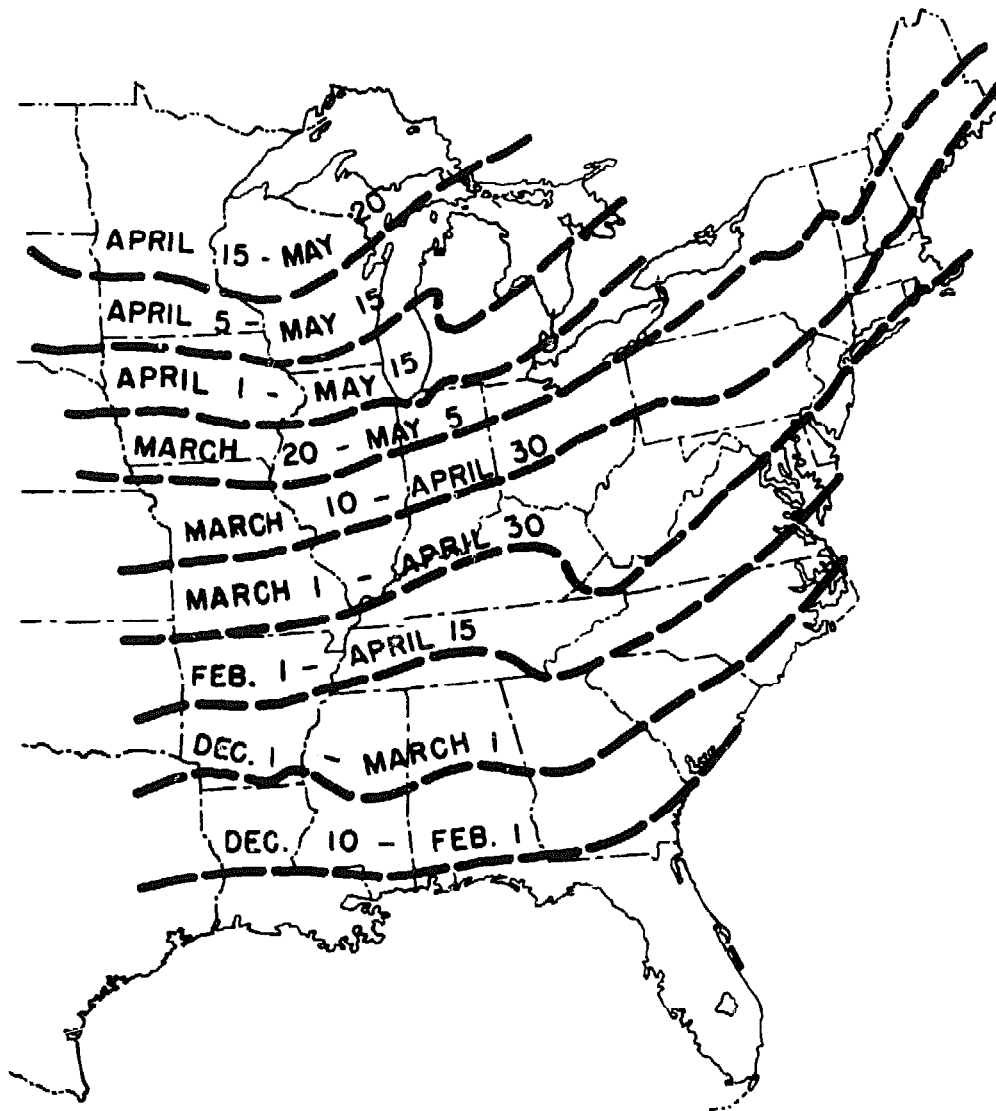 APRIL 15 - MAY 20
APRIL 5 - MAY 15
APRIL 1 - MAY 15
MARCH 20 - MAY 5
MARCH 10 - APRIL 30
MARCH 1 - APRIL 30
FEB. 1 - APRIL 15
DEC. 1 - MARCH 1
DEC. 10 - FEB. 1